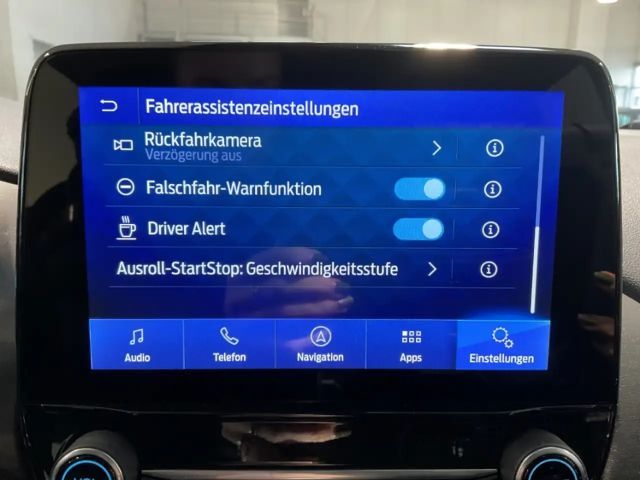 Fahrerassistenzeinstellungen
Rückfahrkamera
Verzögerung aus
Falschfahr-Warnfunktion
Driver Alert
Ausroll-StartStop: Geschwindigkeitsstufe
Audio
Telefon
Navigation
Apps
Einstellungen